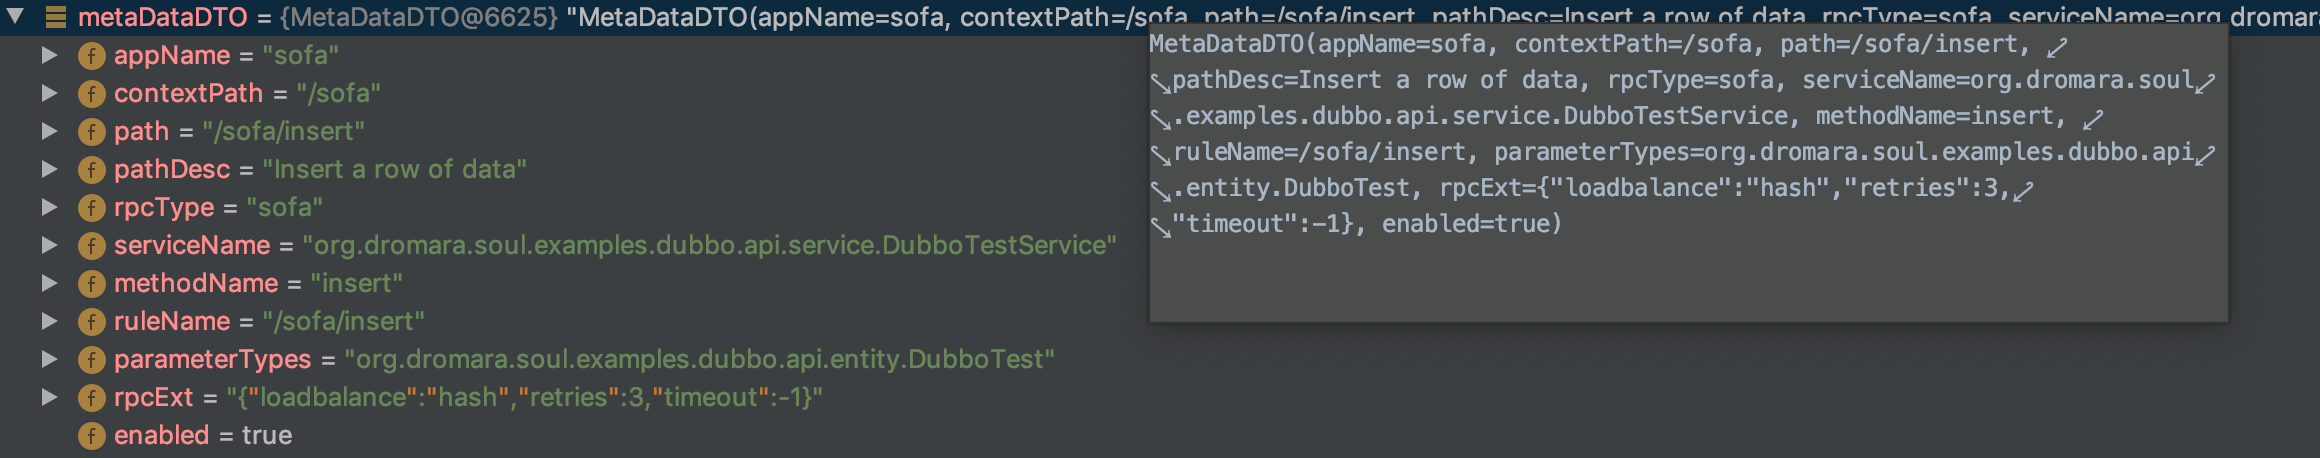 metaDataDTO = {MetaDataDTO@6625} "MetaDataDTO(appName=sofa, contextPath=/sofa, path=/sofa/insert, pathDesc=Insert a row of data, rpcType=sofa, serviceName=org.dromara
f appName = "sofa"
f contextPath = "/sofa"
f path = "/sofa/insert"
f pathDesc = "Insert a row of data"
f rpcType = "sofa"
f serviceName = "org.dromara.soul.examples.dubbo.api.service.DubboTestService"
f methodName = "insert"
f ruleName = "/sofa/insert"
f parameterTypes = "org.dromara.soul.examples.dubbo.api.entity.DubboTest"
f rpcExt = "{"loadbalance":"hash","retries":3,"timeout":-1}"
f enabled = true
MetaDataDTO(appName=sofa, contextPath=/sofa, path=/sofa/insert,
pathDesc=Insert a row of data, rpcType=sofa, serviceName=org.dromara.soul
.examples.dubbo.api.service.DubboTestService, methodName=insert,
ruleName=/sofa/insert, parameterTypes=org.dromara.soul.examples.dubbo.api
.entity.DubboTest, rpcExt={"loadbalance":"hash","retries":3,
"timeout":-1}, enabled=true)